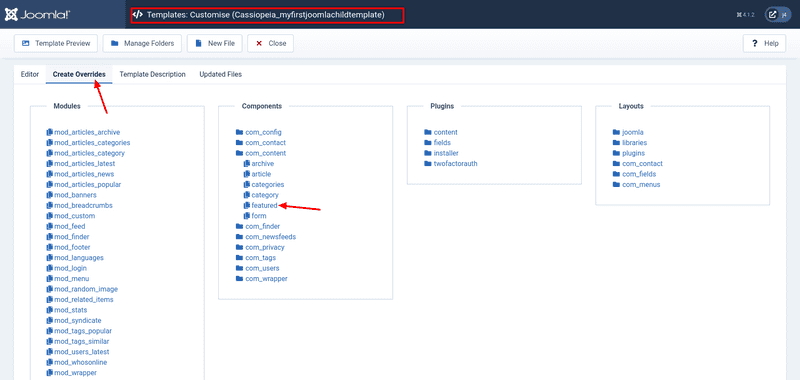 Joomla!®
Templates: Customise (Cassiopeia_myfirstjoomlachildtemplate)
4.1.2
Template Preview
Manage Folders
New File
Close
Help
Editor
Create Overrides
Template Description
Updated Files
Modules
mod_articles_archive
mod_articles_categories
mod_articles_category
mod_articles_latest
mod_articles_news
mod_articles_popular
mod_banners
mod_breadcrumbs
mod_custom
mod_feed
mod_finder
mod_footer
mod_languages
mod_login
mod_menu
mod_random_image
mod_related_items
mod_stats
mod_syndicate
mod_tags_popular
mod_tags_similar
mod_users_latest
mod_whosonline
mod_wrapper
Components
com_config
com_contact
com_content
archive
article
categories
category
featured
form
com_finder
com_newsfeeds
com_privacy
com_tags
com_users
com_wrapper
Plugins
content
fields
installer
twofactorauth
Layouts
joomla
libraries
plugins
com_contact
com_fields
com_menus